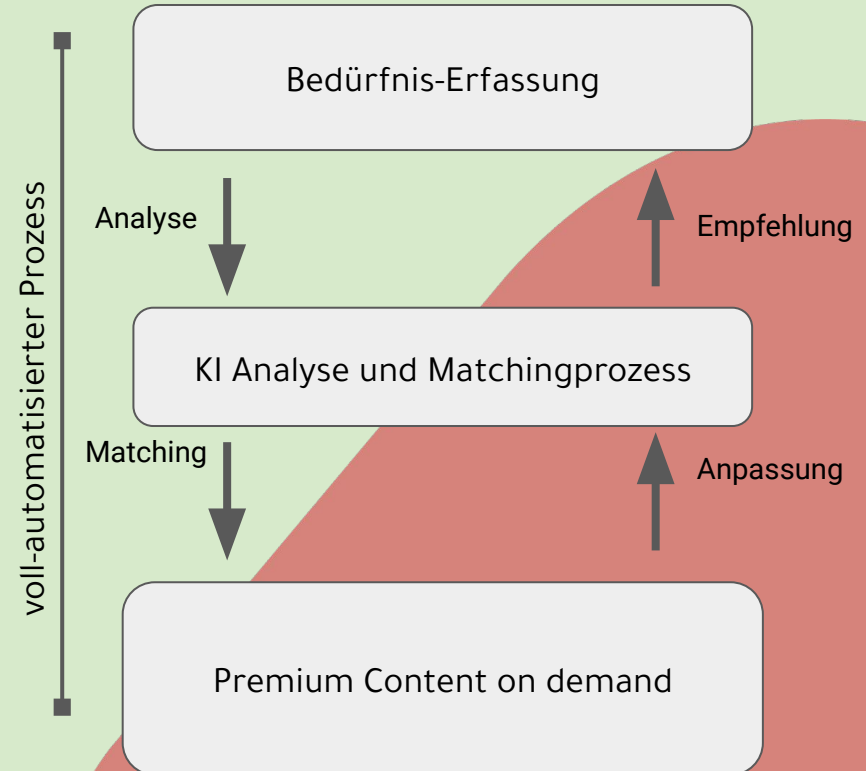 Bedürfnis-Erfassung
Analyse
Empfehlung
voll-automatisierter Prozess
KI Analyse und Matchingprozess
Matching
Anpassung
Premium Content on demand